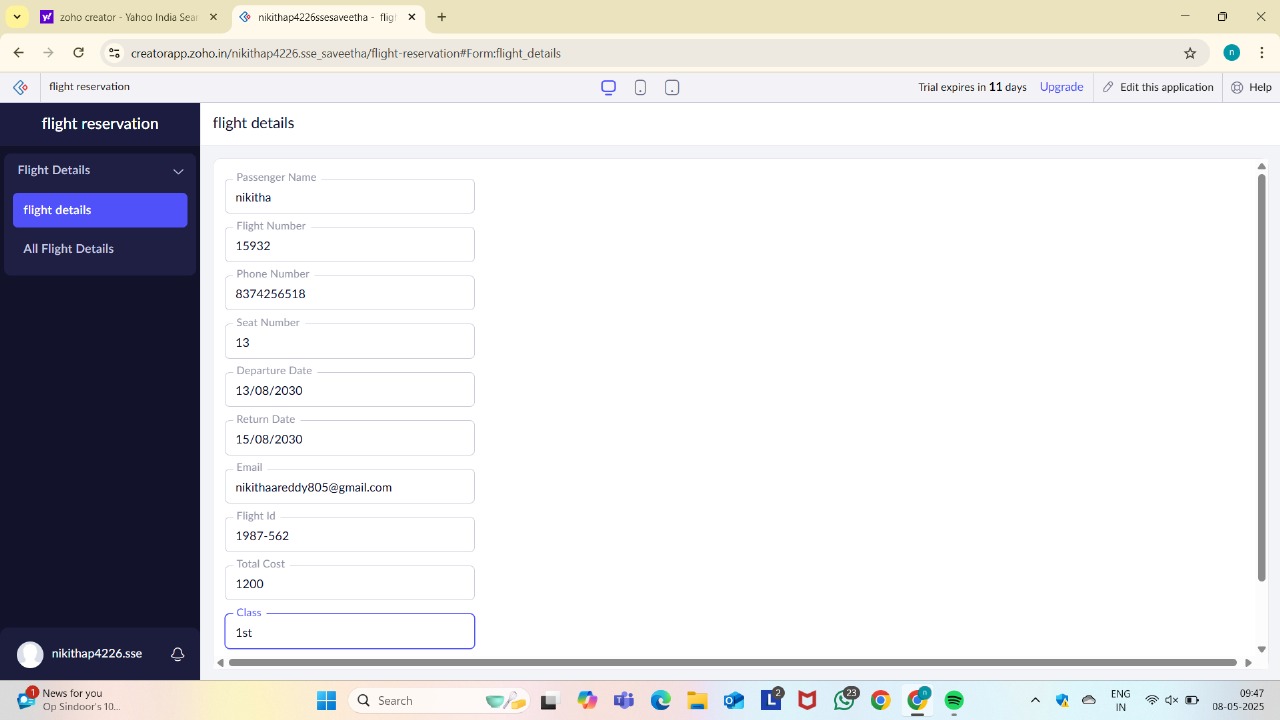 zoho creator - Yahoo India Sear
nikithap4226ssesaveetha - flig
creatorapp.zoho.in/nikithap4226.sse_saveetha/flight-reservation#Form:flight_details
n
flight reservation
Trial expires in 11 days
Upgrade
Edit this application
Help
flight reservation
flight details
Flight Details
flight details
All Flight Details
Passenger Name
nikitha
Flight Number
15932
Phone Number
8374256518
Seat Number
13
Departure Date
13/08/2030
Return Date
15/08/2030
Email
nikithaareddy805@gmail.com
Flight Id
1987-562
Total Cost
1200
Class
1st
nikithap4226.sse
1
News for you
Op Sindoor's 10...
Search
2
23
n
ENG
IN
09:47
08-05-2025